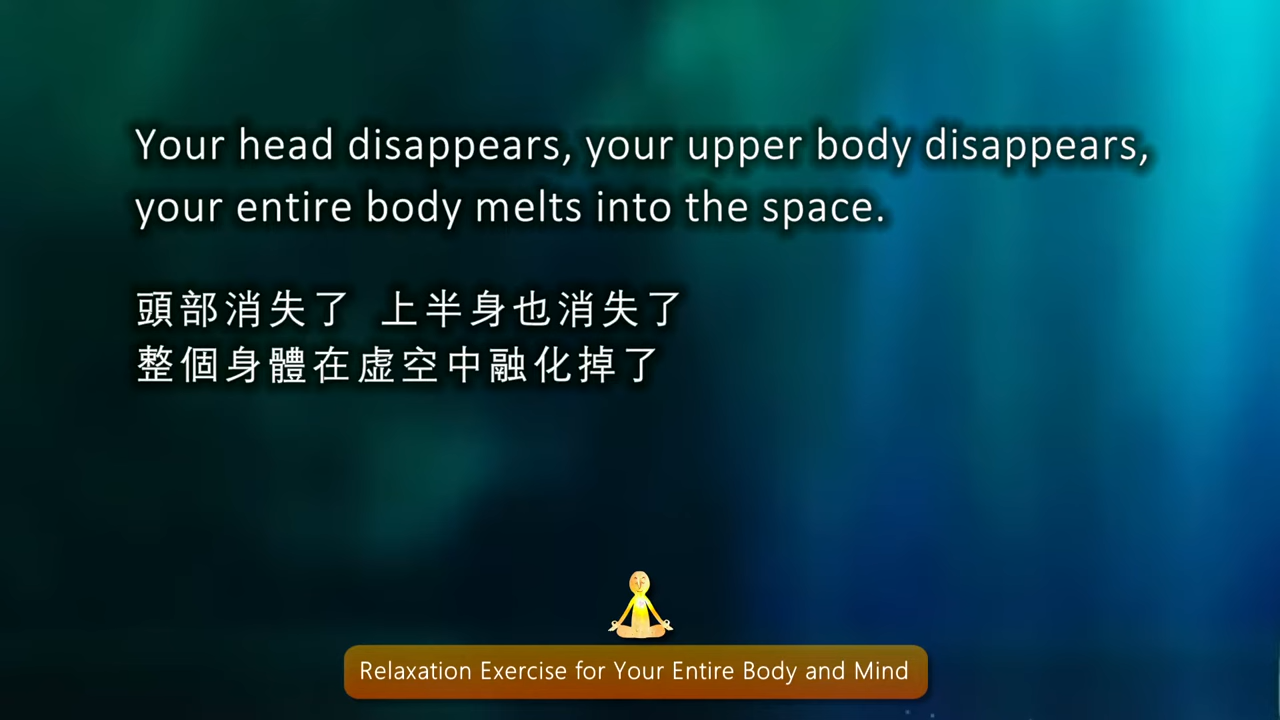 Your head disappears, your upper body disappears,
your entire body melts into the space.
頭部消失了 上半身也消失了
整個身體在虛空中融化掉了
Relaxation Exercise for Your Entire Body and Mind